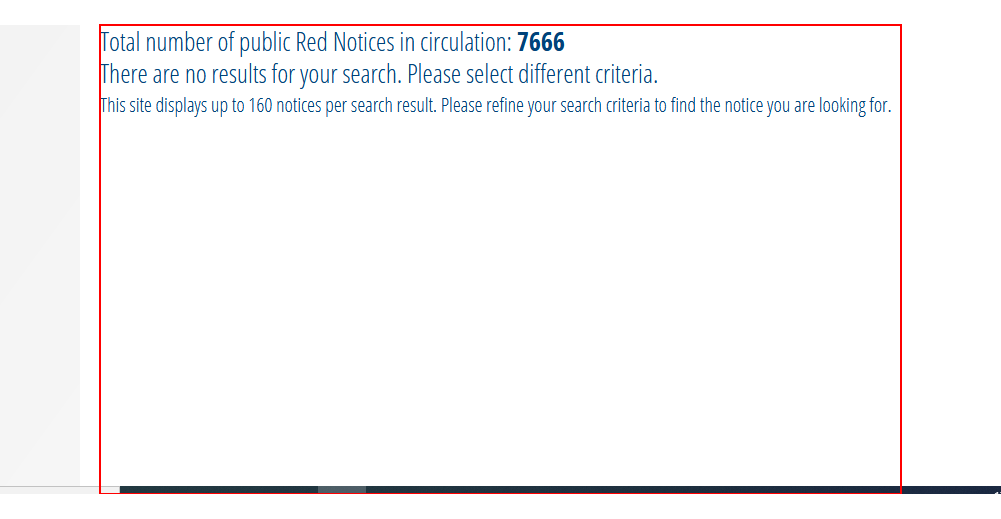 Total number of public Red Notices in circulation: 7666
There are no results for your search. Please select different criteria.
This site displays up to 160 notices per search result. Please refine your search criteria to find the notice you are looking for.